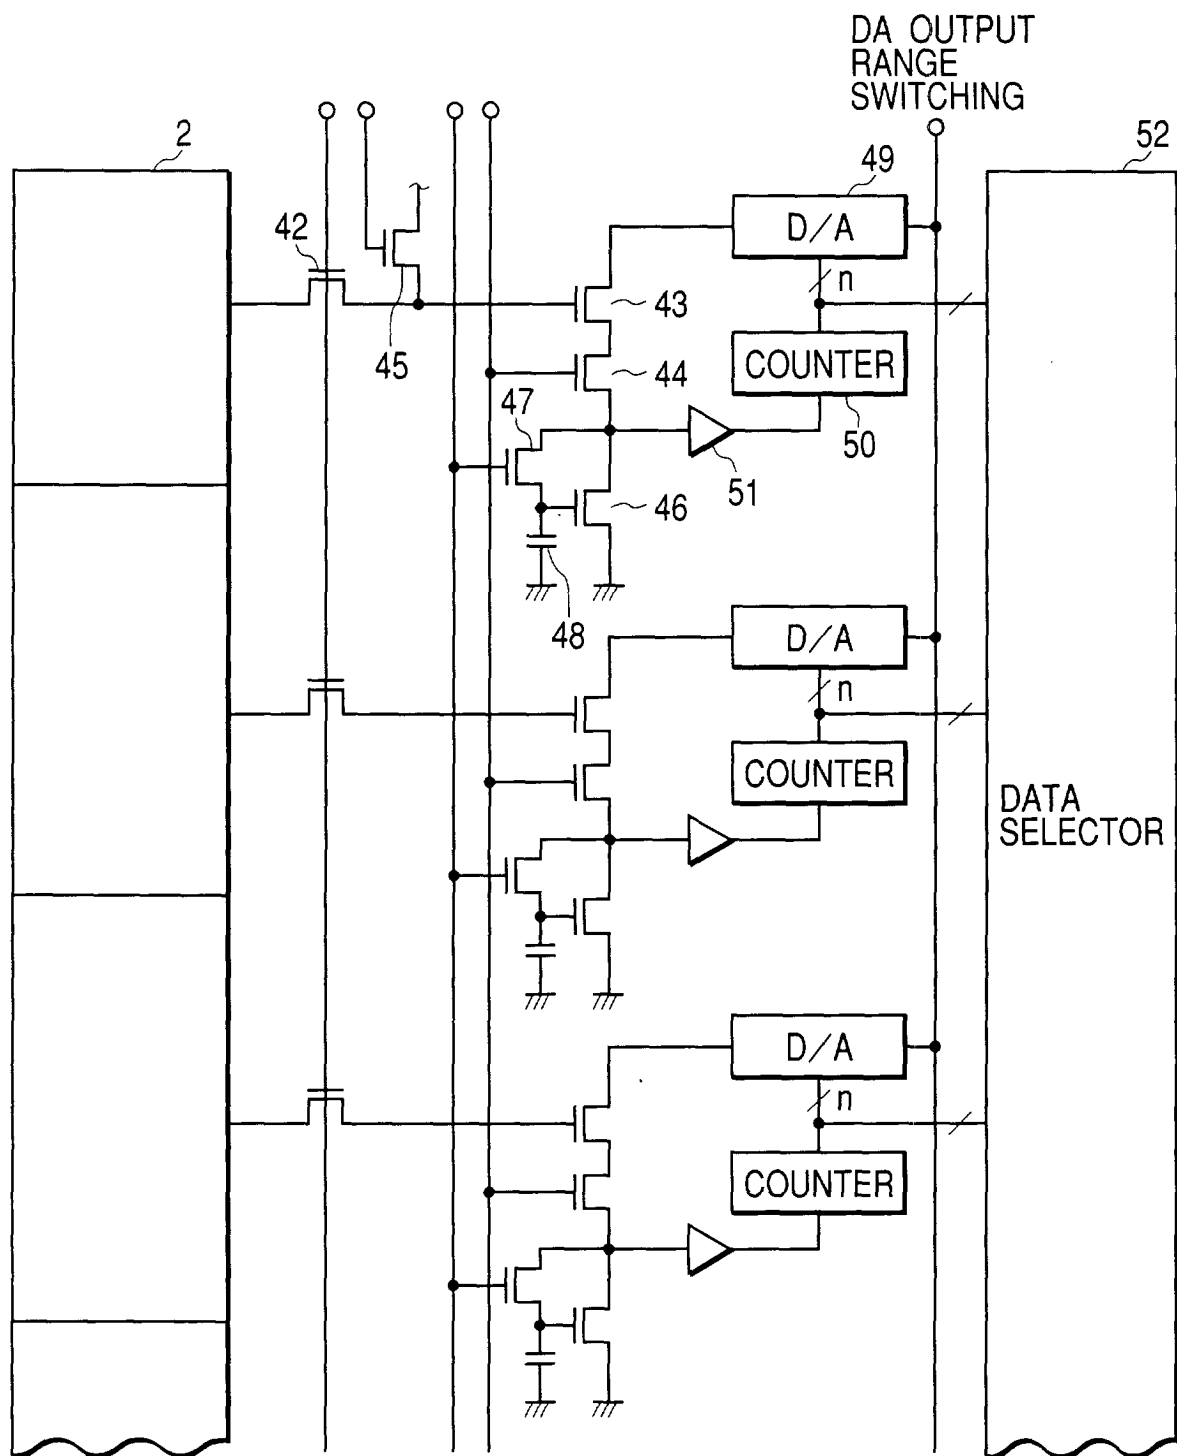 DA OUTPUT
RANGE
SWITCHING
2
52
49
42
D/A
n
43
45
COUNTER
44
47
50
51
46
48
D/A
n
COUNTER
DATA
SELECTOR
D/A
n
COUNTER